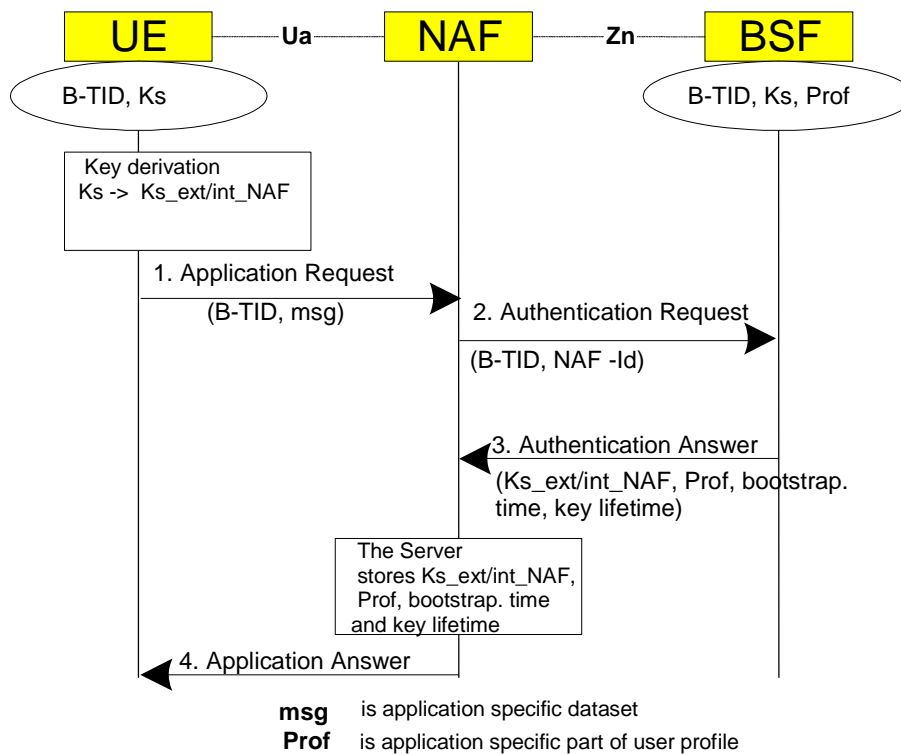 UE Ua NAF Zn BSF
B-TID, Ks
B-TID, Ks, Prof
Key derivation
Ks -> Ks_ext/int_NAF
1. Application Request
(B-TID, msg)
2. Authentication Request
(B-TID, NAF -Id)
3. Authentication Answer
(Ks_ext/int_NAF, Prof, bootstrap.
time, key lifetime)
The Server
stores Ks_ext/int_NAF,
Prof, bootstrap. time
and key lifetime
4. Application Answer
msg is application specific dataset
Prof is application specific part of user profile